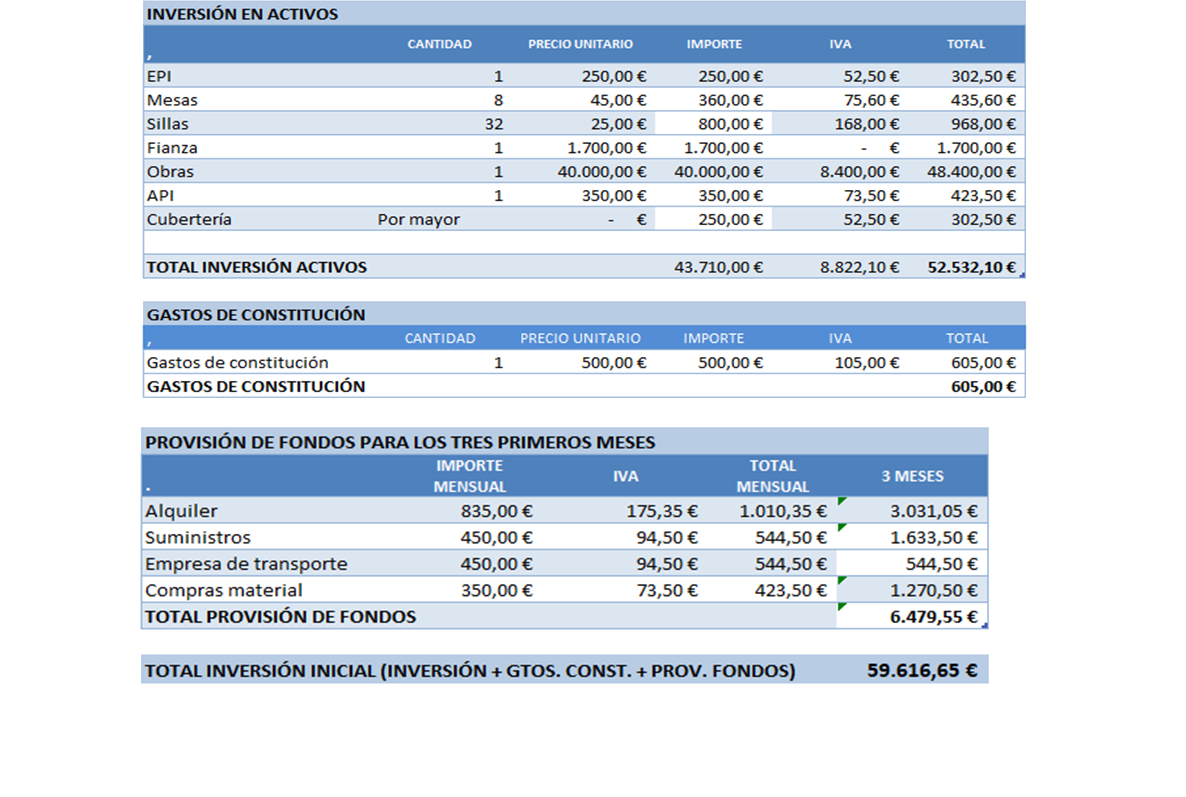 INVERSIÓN EN ACTIVOS
, CANTIDAD PRECIO UNITARIO IMPORTE IVA TOTAL
EPI 1 250,00 € 250,00 € 52,50 € 302,50 €
Mesas 8 45,00 € 360,00 € 75,60 € 435,60 €
Sillas 32 25,00 € 800,00 € 168,00 € 968,00 €
Fianza 1 1.700,00 € 1.700,00 € - € 1.700,00 €
Obras 1 40.000,00 € 40.000,00 € 8.400,00 € 48.400,00 €
API 1 350,00 € 350,00 € 73,50 € 423,50 €
Cubertería Por mayor - € 250,00 € 52,50 € 302,50 €
TOTAL INVERSIÓN ACTIVOS 43.710,00 € 8.822,10 € 52.532,10 €
GASTOS DE CONSTITUCIÓN
, CANTIDAD PRECIO UNITARIO IMPORTE IVA TOTAL
Gastos de constitución 1 500,00 € 500,00 € 105,00 € 605,00 €
GASTOS DE CONSTITUCIÓN 605,00 €
PROVISIÓN DE FONDOS PARA LOS TRES PRIMEROS MESES
. IMPORTE MENSUAL IVA TOTAL MENSUAL 3 MESES
Alquiler 835,00 € 175,35 € 1.010,35 € 3.031,05 €
Suministros 450,00 € 94,50 € 544,50 € 1.633,50 €
Empresa de transporte 450,00 € 94,50 € 544,50 € 544,50 €
Compras material 350,00 € 73,50 € 423,50 € 1.270,50 €
TOTAL PROVISIÓN DE FONDOS 6.479,55 €
TOTAL INVERSIÓN INICIAL (INVERSIÓN + GTOS. CONST. + PROV. FONDOS) 59.616,65 €